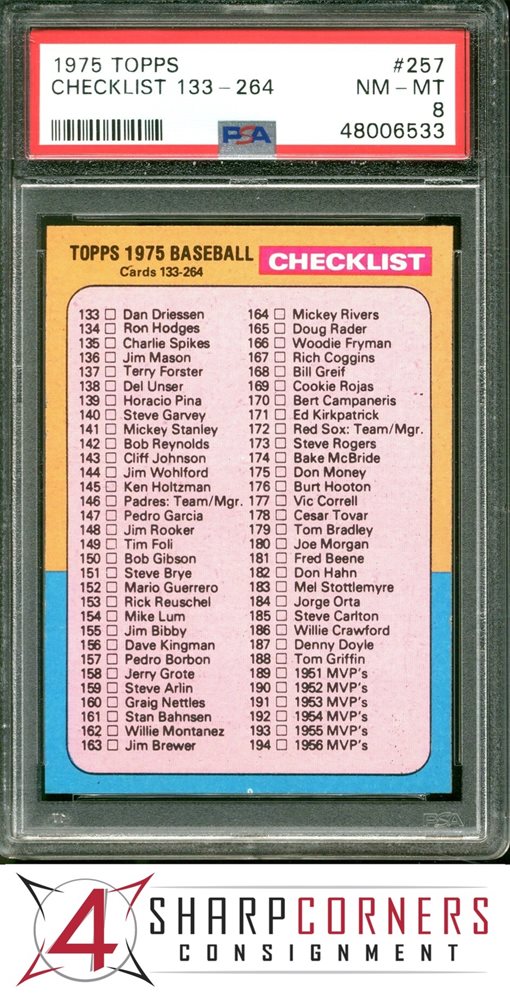 1975 TOPPS #257
CHECKLIST 133-264 NM-MT
8
PSA 48006533
TOPPS 1975 BASEBALL CHECKLIST
Cards 133-264
133 Dan Driessen
134 Ron Hodges
135 Charlie Spikes
136 Jim Mason
137 Terry Forster
138 Del Unser
139 Horacio Pina
140 Steve Garvey
141 Mickey Stanley
142 Bob Reynolds
143 Cliff Johnson
144 Jim Wohlford
145 Ken Holtzman
146 Padres: Team/Mgr.
147 Pedro Garcia
148 Jim Rooker
149 Tim Foli
150 Bob Gibson
151 Steve Brye
152 Mario Guerrero
153 Rick Reuschel
154 Mike Lum
155 Jim Bibby
156 Dave Kingman
157 Pedro Borbon
158 Jerry Grote
159 Steve Arlin
160 Graig Nettles
161 Stan Bahnsen
162 Willie Montanez
163 Jim Brewer
164 Mickey Rivers
165 Doug Rader
166 Woodie Fryman
167 Rich Coggins
168 Bill Greif
169 Cookie Rojas
170 Bert Campaneris
171 Ed Kirkpatrick
172 Red Sox: Team/Mgr.
173 Steve Rogers
174 Bake McBride
175 Don Money
176 Burt Hooton
177 Vic Correll
178 Cesar Tovar
179 Tom Bradley
180 Joe Morgan
181 Fred Beene
182 Don Hahn
183 Mel Stottlemyre
184 Jorge Orta
185 Steve Carlton
186 Willie Crawford
187 Denny Doyle
188 Tom Griffin
189 1951 MVP's
190 1952 MVP's
191 1953 MVP's
192 1954 MVP's
193 1955 MVP's
194 1956 MVP's
PSA
4 SHARPCORNERS
CONSIGNMENT